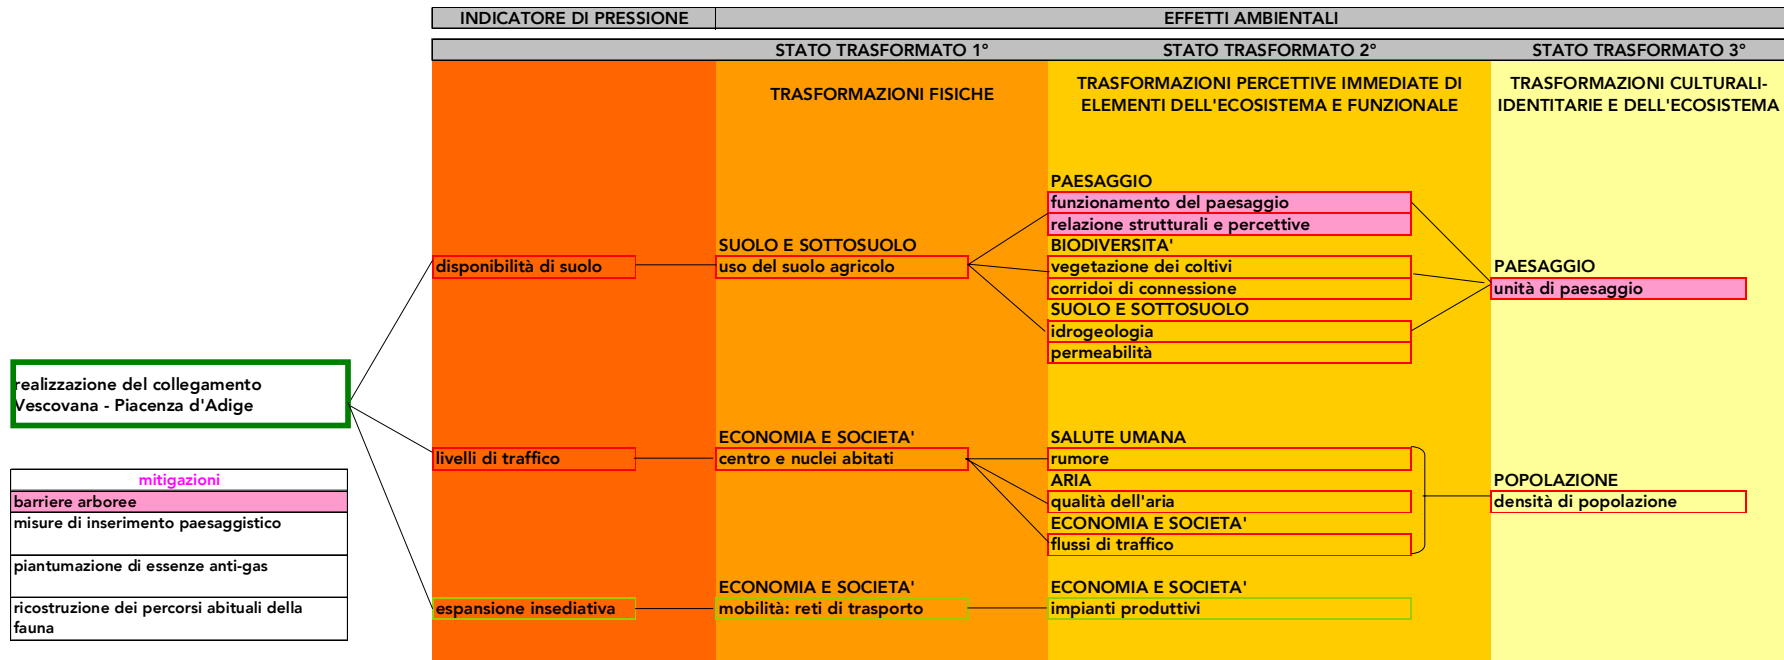 INDICATORE DI PRESSIONE
EFFETTI AMBIENTALI
STATO TRASFORMATO 1°
STATO TRASFORMATO 2°
STATO TRASFORMATO 3°
TRASFORMAZIONI FISICHE
TRASFORMAZIONI PERCETTIVE IMMEDIATE DI
ELEMENTI DELL'ECOSISTEMA E FUNZIONALE
TRASFORMAZIONI CULTURALI-
IDENTITARIE E DELL'ECOSISTEMA
realizzazione del collegamento
Vescovana - Piacenza d'Adige
mitigazioni
barriere arboree
misure di inserimento paesaggistico
piantumazione di essenze anti-gas
ricostruzione dei percorsi abituali della
fauna
disponibilità di suolo
livelli di traffico
espansione insediativa
SUOLO E SOTTOSUOLO
uso del suolo agricolo
ECONOMIA E SOCIETA'
centro e nuclei abitati
ECONOMIA E SOCIETA'
mobilità: reti di trasporto
PAESAGGIO
funzionamento del paesaggio
relazione strutturali e percettive
BIODIVERSITA'
vegetazione dei coltivi
corridoi di connessione
SUOLO E SOTTOSUOLO
idrogeologia
permeabilità
SALUTE UMANA
rumore
ARIA
qualità dell'aria
ECONOMIA E SOCIETA'
flussi di traffico
ECONOMIA E SOCIETA'
impianti produttivi
PAESAGGIO
unità di paesaggio
POPOLAZIONE
densità di popolazione